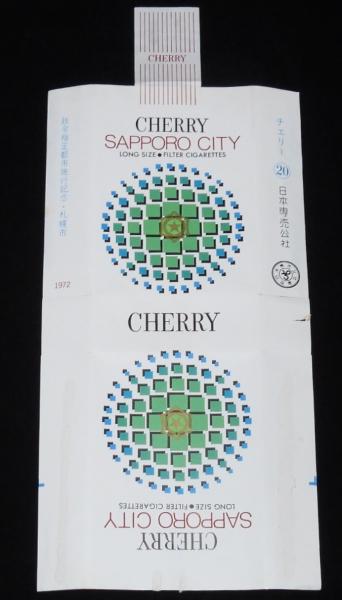 CHERRY
CHERRY
SAPPORO CITY
LONG SIZE●FILTER CIGARETTES
政令指定都市施行記念・札幌市
1972
チェリー
20
日本専売公社
CHERRY
CHERRY
SAPPORO CITY
LONG SIZE●FILTER CIGARETTES